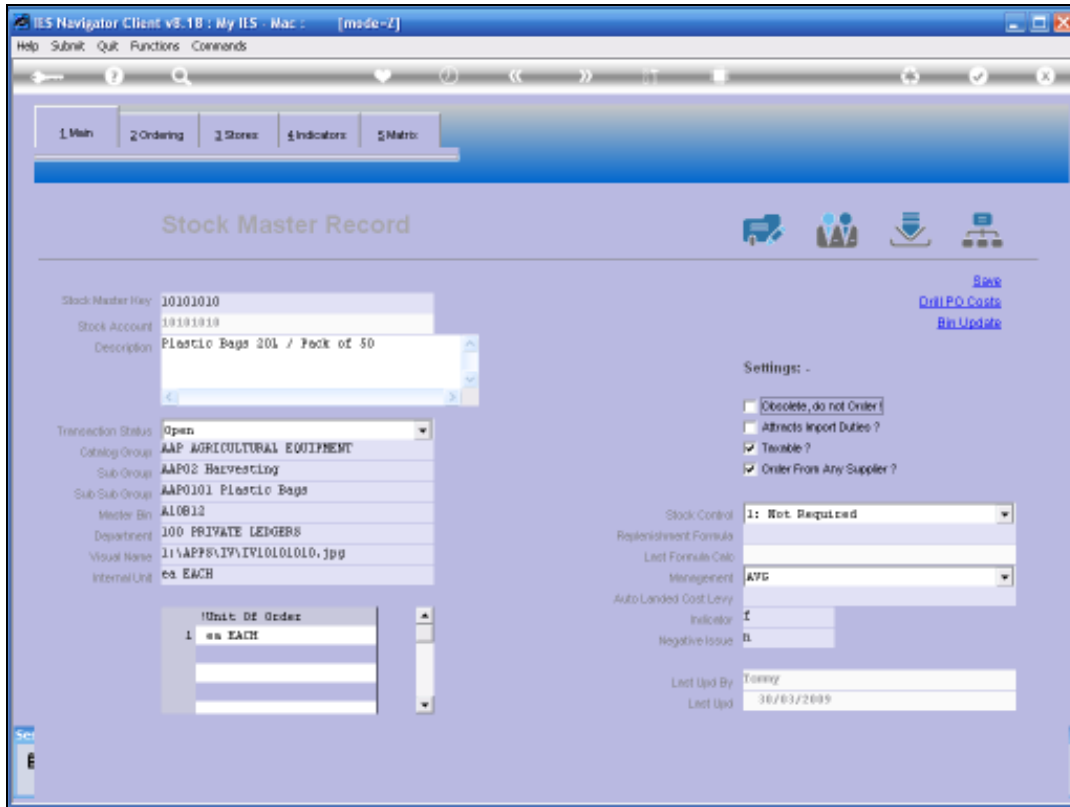 IES Navigator Client v8.1B : My IES - Mac : [mode=Z]
Help Submit Quit Functions Commands
1 Main 2 Ordering 3 Stores 4 Indicators 5 Matrix
Stock Master Record
Save
Drill PO Costs
Bin Update
Stock Master Key 10101010
Stock Account 10101010
Description Plastic Bags 20L / Pack of 50
Settings: -
Obsolete, do not Order !
Attracts Import Duties ?
Taxable ?
Order From Any Supplier ?
Transaction Status Open
Catalog Group AAP AGRICULTURAL EQUIPMENT
Sub Group AAP02 Harvesting
Sub Sub Group AAP0101 Plastic Bags
Master Bin A10B12
Department 100 PRIVATE LEDGERS
Visual Name 1:\APPS\IV\IV10101010.jpg
Internal Unit ea EACH
Stock Control 1: Not Required
Replenishment Formula
Last Formula Calc
Management AVG
Auto Landed Cost Levy
Indicator f
Negative Issue n
!Unit Of Order
1 ea EACH
Last Upd By Tommy
Last Upd 30/03/2009